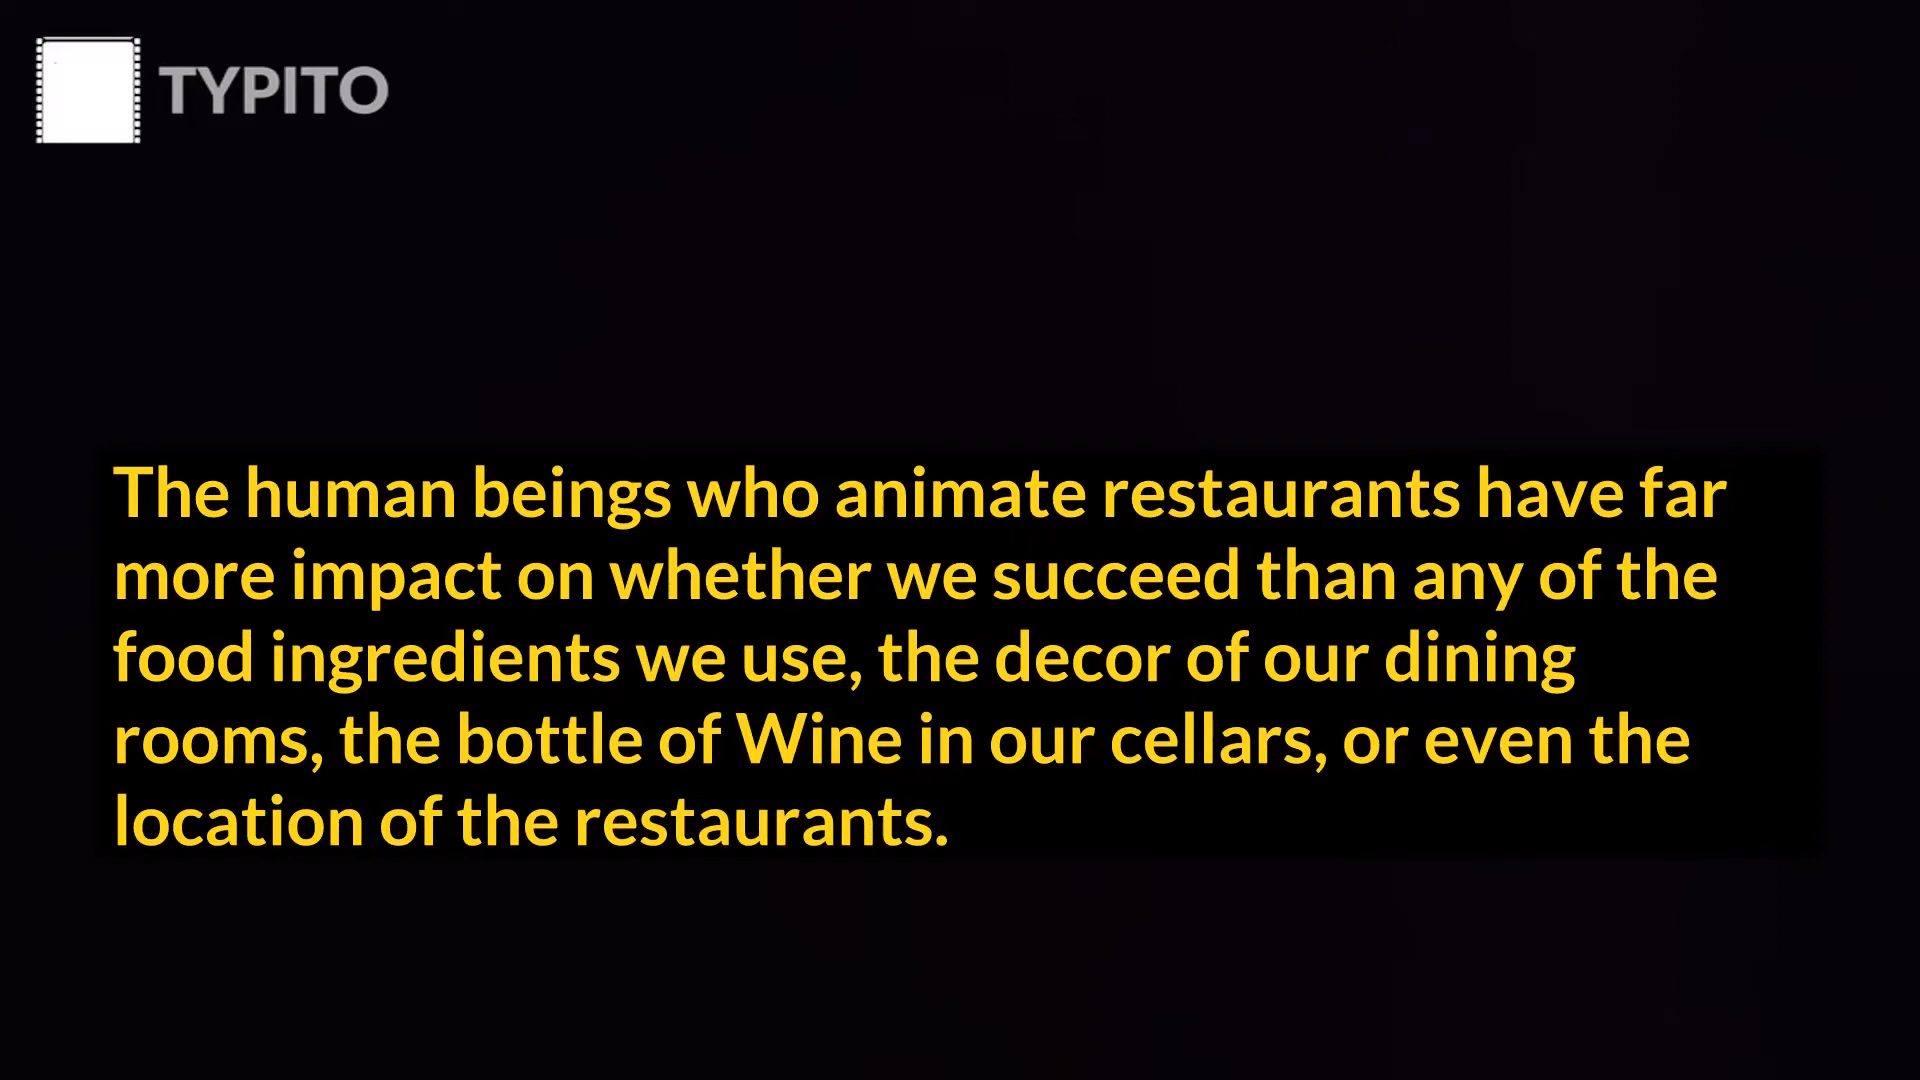 TYPITO
The human beings who animate restaurants have far
more impact on whether we succeed than any of the
food ingredients we use, the decor of our dining
rooms, the bottle of Wine in our cellars, or even the
location of the restaurants.